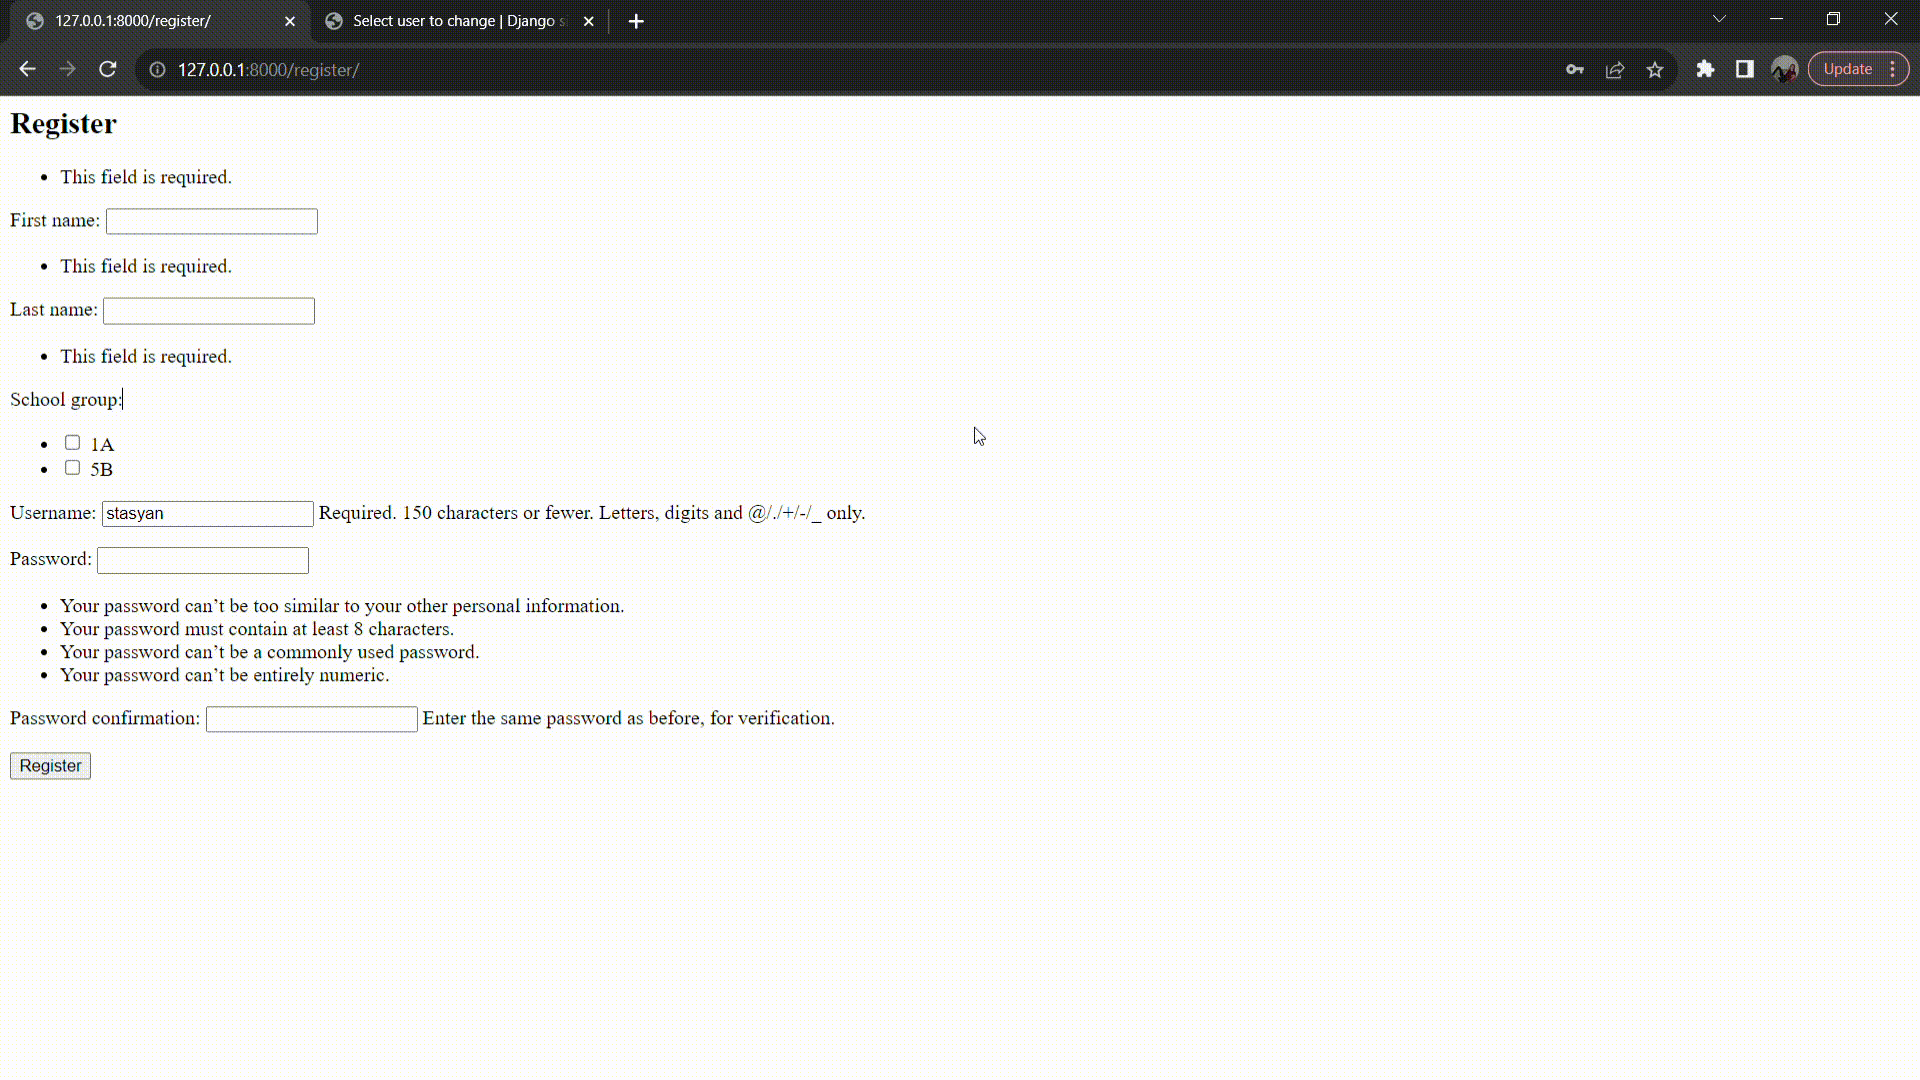 127.0.0.1:8000/register/
Select user to change | Django s
127.0.0.1:8000/register/
Update
Register
This field is required.
First name:
This field is required.
Last name:
This field is required.
School group:
1A
5B
Username: stasyan Required. 150 characters or fewer. Letters, digits and @/./+/-/_ only.
Password:
Your password can’t be too similar to your other personal information.
Your password must contain at least 8 characters.
Your password can’t be a commonly used password.
Your password can’t be entirely numeric.
Password confirmation: Enter the same password as before, for verification.
Register